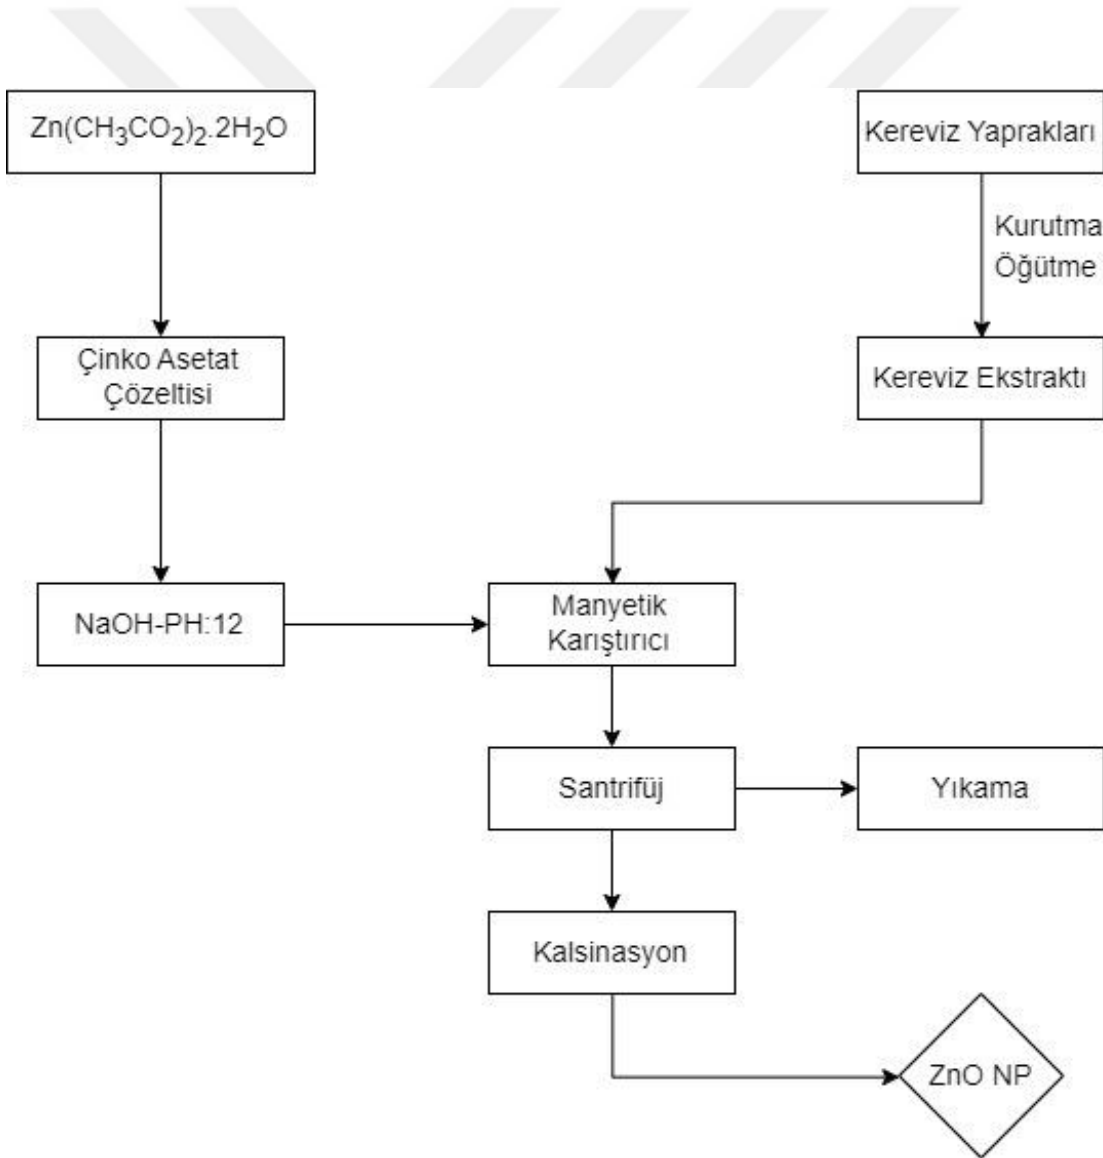 Zn(CH₃CO₂)₂.2H₂O
Kereviz Yaprakları
Kurutma
Öğütme
Çinko Asetat
Çözeltisi
Kereviz Ekstraktı
NaOH-PH:12
Manyetik
Karıştırıcı
Santrifüj
Yıkama
Kalsinasyon
ZnO NP